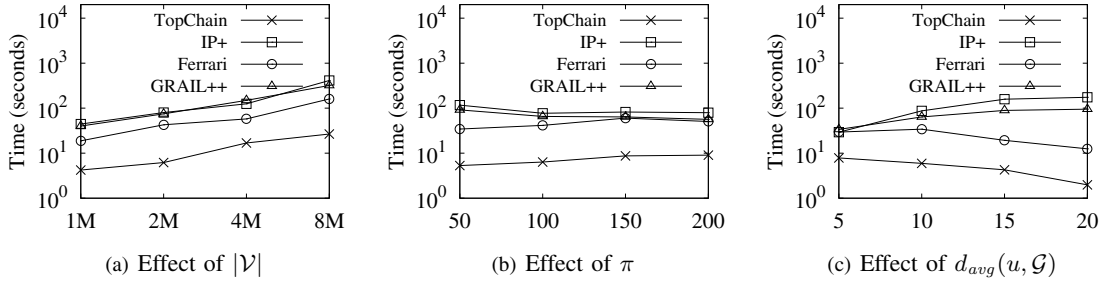 TopChain
IP+
Ferrari
GRAIL++
Time (seconds)
10^4
10^3
10^2
10^1
10^0
1M 2M 4M 8M
(a) Effect of |𝒱|
TopChain
IP+
Ferrari
GRAIL++
Time (seconds)
10^4
10^3
10^2
10^1
10^0
50 100 150 200
(b) Effect of π
TopChain
IP+
Ferrari
GRAIL++
Time (seconds)
10^4
10^3
10^2
10^1
10^0
5 10 15 20
(c) Effect of d_{avg}(u, 𝒢)